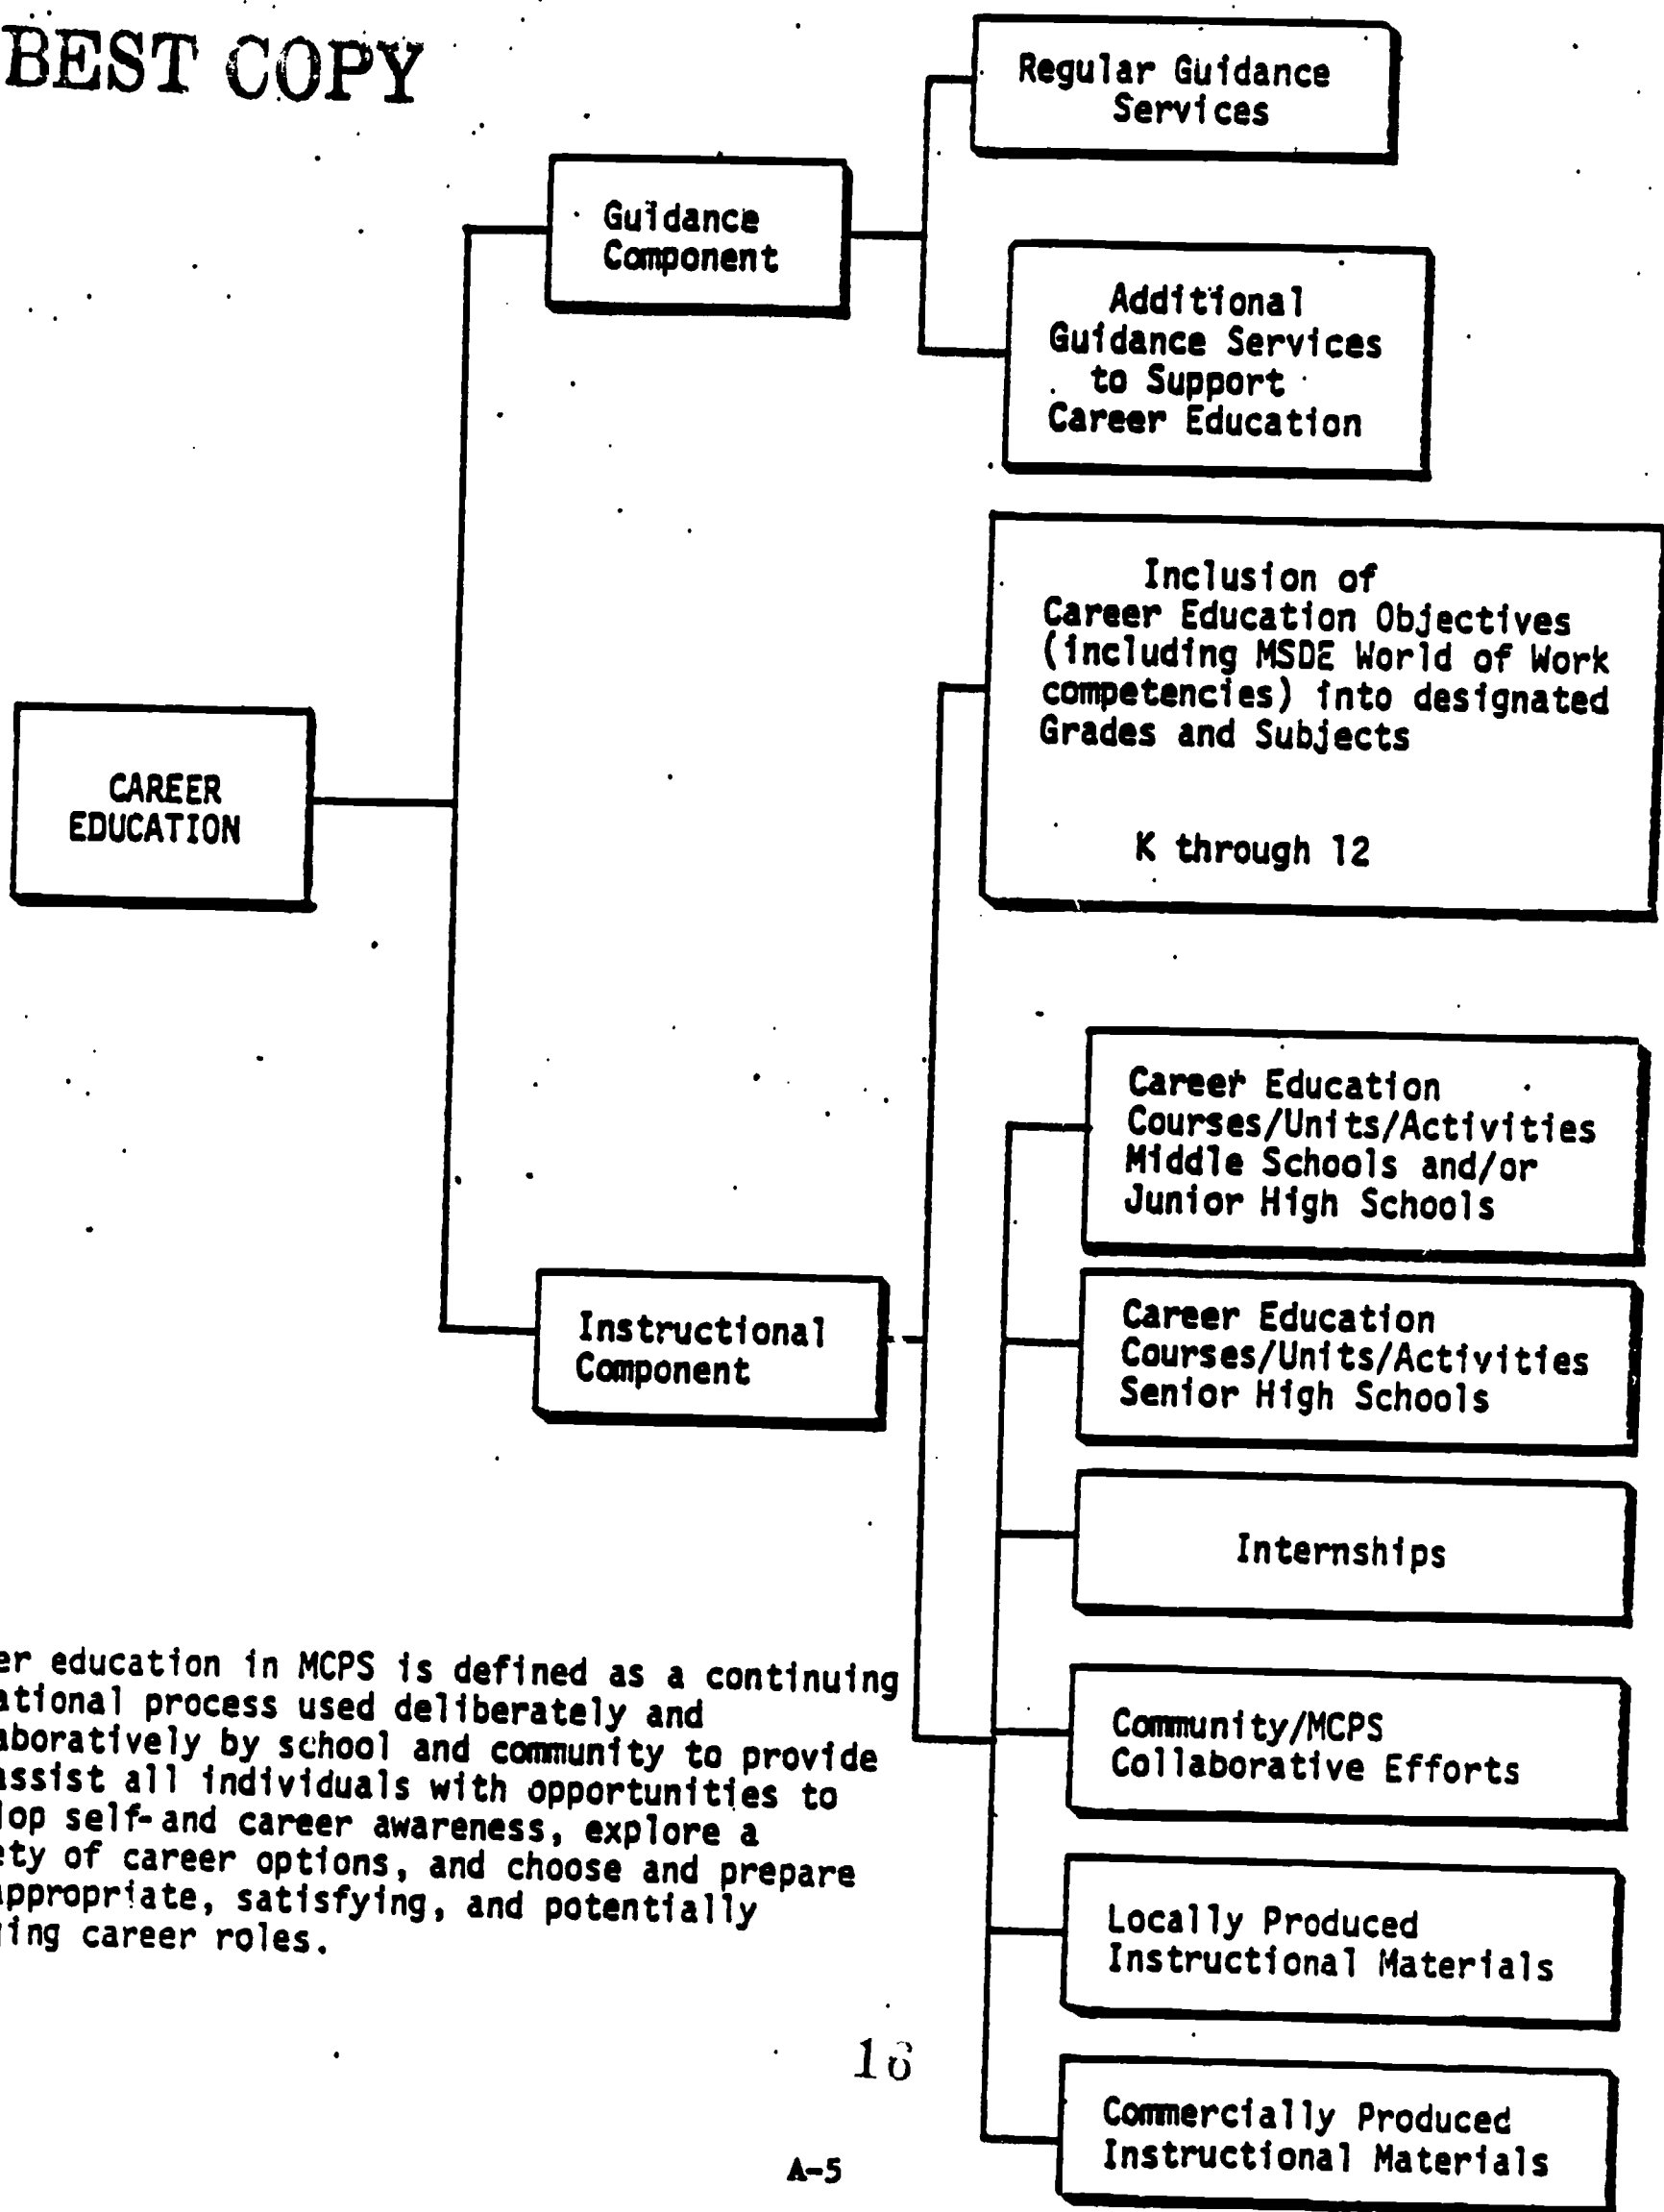 BEST COPY
Regular Guidance
Services
Guidance
Component
Additional
Guidance Services
to Support
Career Education
Inclusion of
Career Education Objectives
(including MSDE World of Work
competencies) into designated
Grades and Subjects
K through 12
CAREER
EDUCATION
Career Education
Courses/Units/Activities
Middle Schools and/or
Junior High Schools
Instructional
Component
Career Education
Courses/Units/Activities
Senior High Schools
Internships
er education in MCPS is defined as a continuing
ational process used deliberately and
aboratively by school and community to provide
assist all individuals with opportunities to
lop self-and career awareness, explore a
ety of career options, and choose and prepare
appropriate, satisfying, and potentially
ing career roles.
Community/MCPS
Collaborative Efforts
Locally Produced
Instructional Materials
Commercially Produced
Instructional Materials
16
A-5